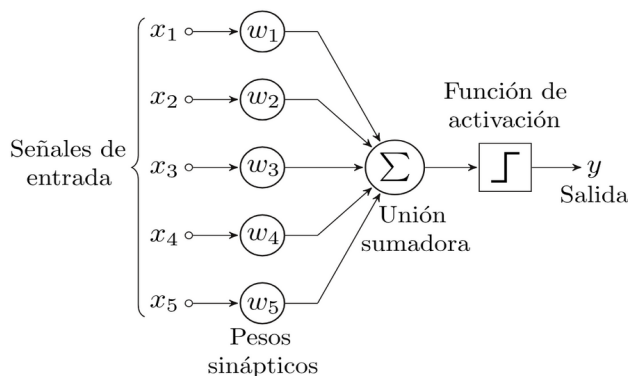 x₁ w₁
x₂ w₂
Función de
activación
Señales de
entrada
x₃ w₃ ∑ y
Salida
Unión
sumadora
x₄ w₄
x₅ w₅
Pesos
sinápticos